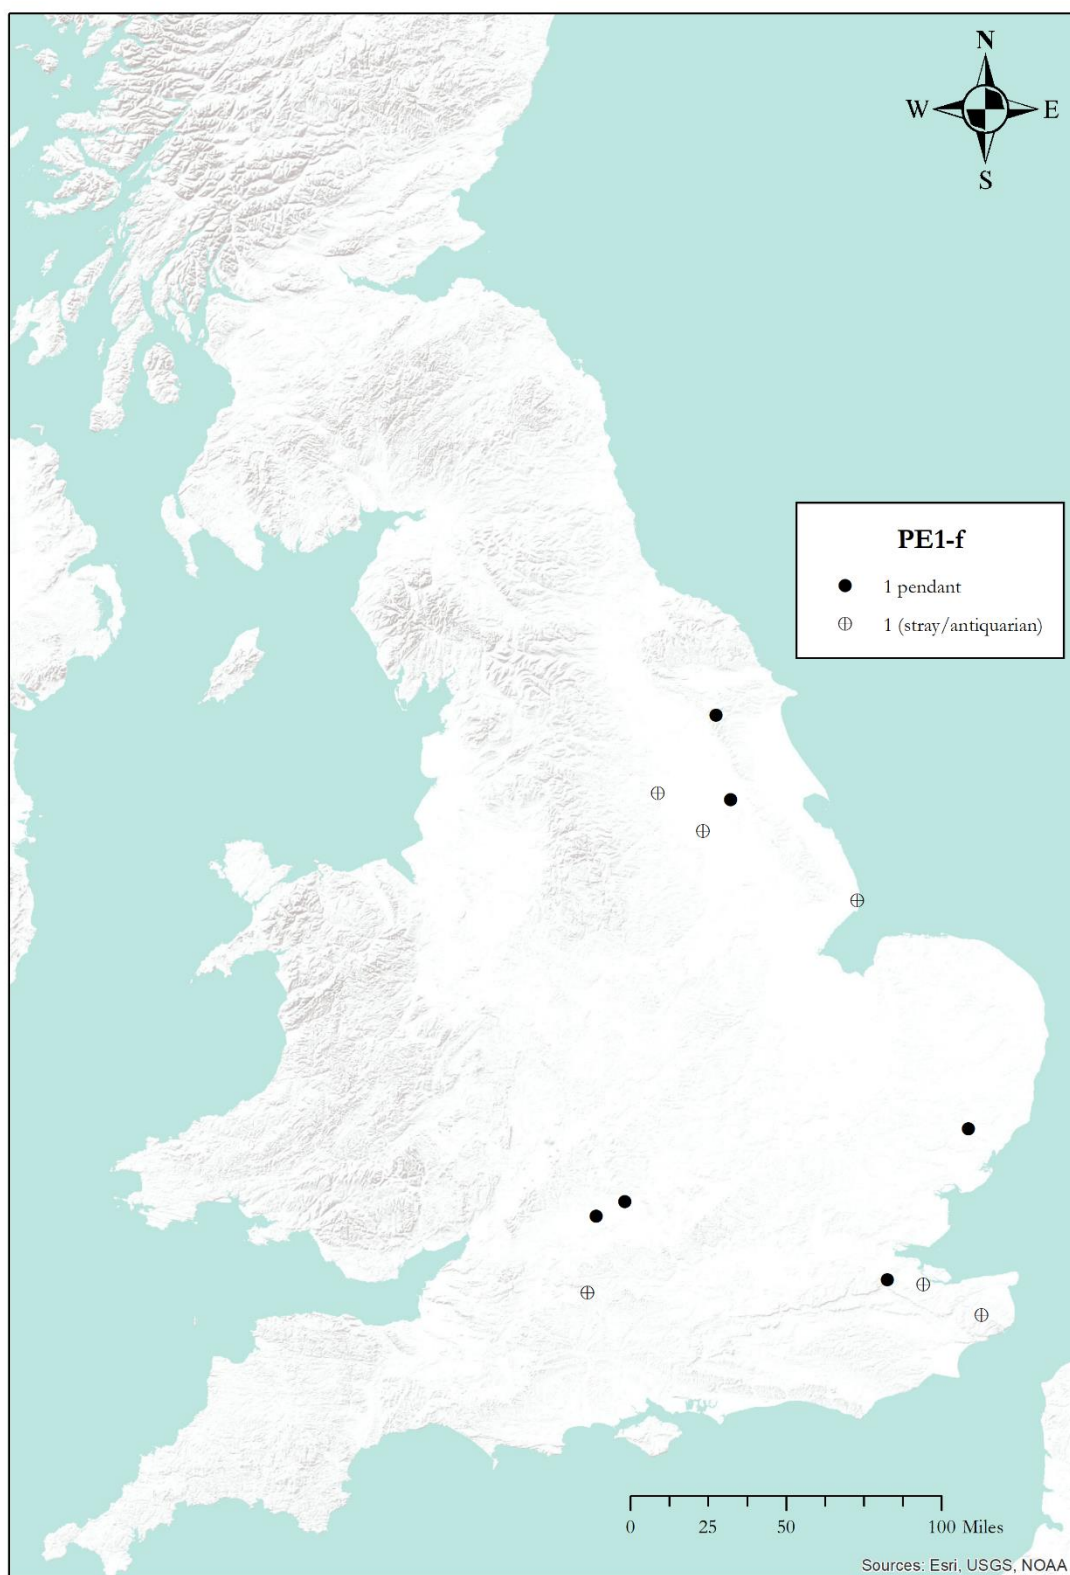 N
W E
S
PE1-f
1 pendant
1 (stray/antiquarian)
0 25 50 100 Miles
Sources: Esri, USGS, NOAA